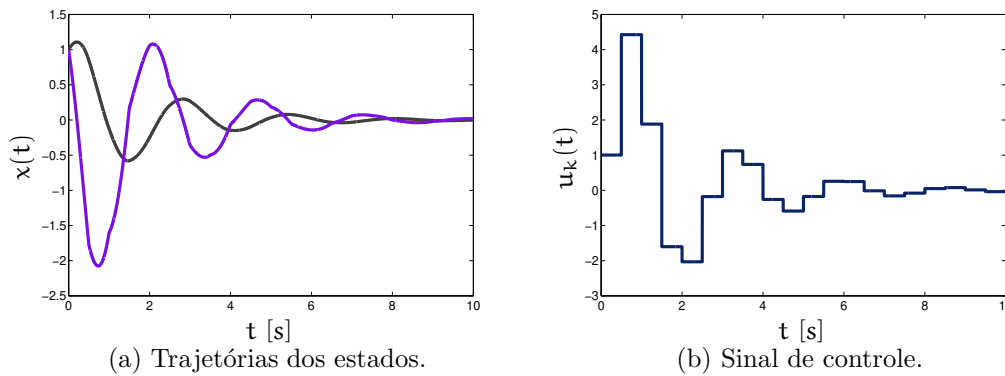 1.5
1
0.5
0
−0.5
−1
−1.5
−2
−2.5
x(t)
0 2 4 6 8 10
t [s]
(a) Trajetórias dos estados.
5
4
3
2
1
0
−1
−2
−3
u_k(t)
0 2 4 6 8 10
t [s]
(b) Sinal de controle.